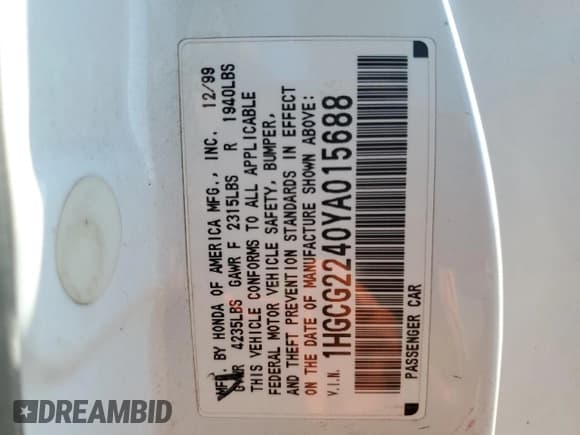 MFD. BY HONDA OF AMERICA MFG., INC. 12/99
GVWR 4235LBS GAWR F 2315LBS R 1940LBS
THIS VEHICLE CONFORMS TO ALL APPLICABLE
FEDERAL MOTOR VEHICLE SAFETY, BUMPER,
AND THEFT PREVENTION STANDARDS IN EFFECT
ON THE DATE OF MANUFACTURE SHOWN ABOVE:
V.I.N. 1HGCG2240YA015688
PASSENGER CAR
DREAMBID